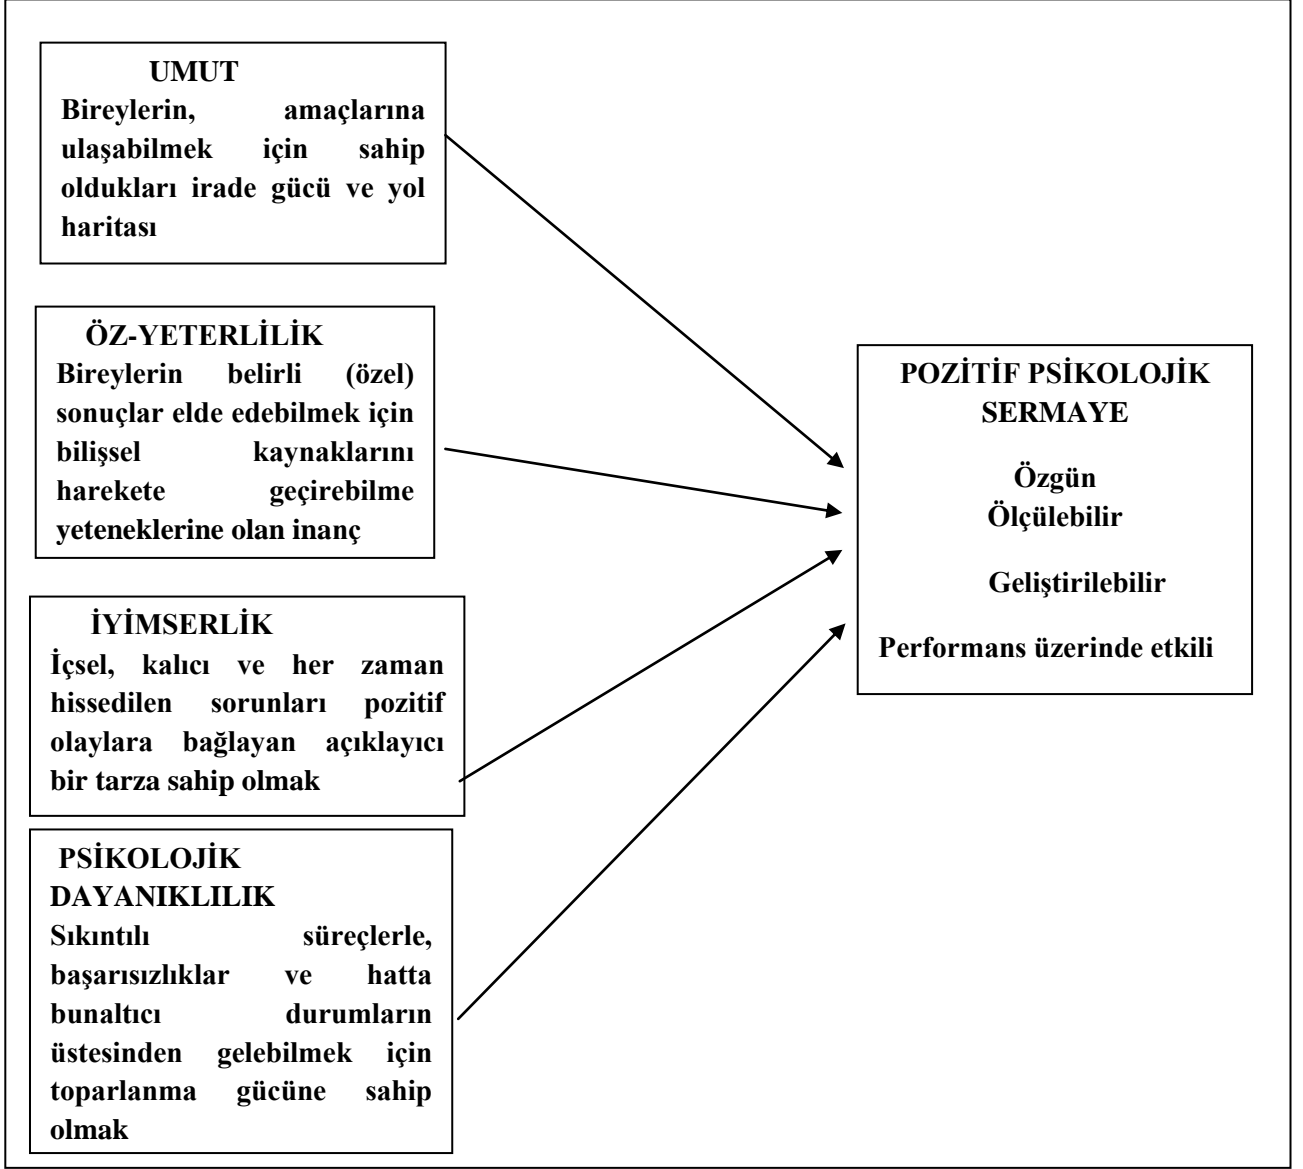 UMUT
Bireylerin, amaçlarına
ulaşabilmek için sahip
oldukları irade gücü ve yol
haritası
ÖZ-YETERLİLİK
Bireylerin belirli (özel)
sonuçlar elde edebilmek için
bilişsel kaynaklarını
harekete geçirebilme
yeteneklerine olan inanç
İYİMSERLİK
İçsel, kalıcı ve her zaman
hissedilen sorunları pozitif
olaylara bağlayan açıklayıcı
bir tarza sahip olmak
PSİKOLOJİK
DAYANIKLILIK
Sıkıntılı süreçlerle,
başarısızlıklar ve hatta
bunaltıcı durumların
üstesinden gelebilmek için
toparlanma gücüne sahip
olmak
POZİTİF PSİKOLOJİK
SERMAYE
Özgün
Ölçülebilir
Geliştirilebilir
Performans üzerinde etkili